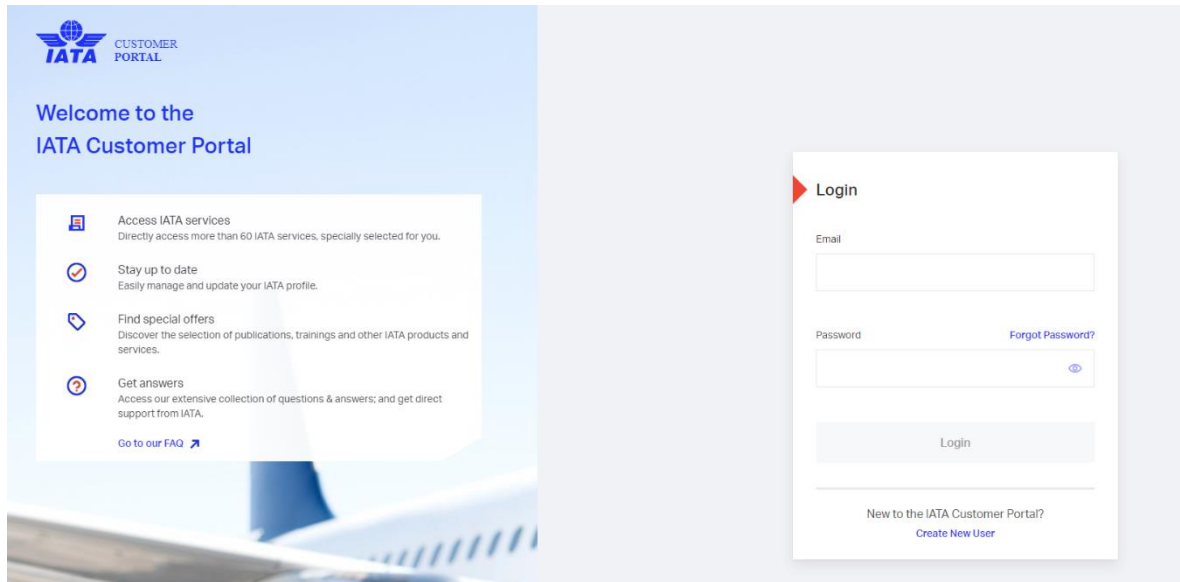 IATA
CUSTOMER
PORTAL
Welcome to the
IATA Customer Portal
Access IATA services
Directly access more than 60 IATA services, specially selected for you.
Stay up to date
Easily manage and update your IATA profile.
Find special offers
Discover the selection of publications, trainings and other IATA products and
services.
Get answers
Access our extensive collection of questions & answers; and get direct
support from IATA.
Go to our FAQ
Login
Email
Password Forgot Password?
Login
New to the IATA Customer Portal?
Create New User